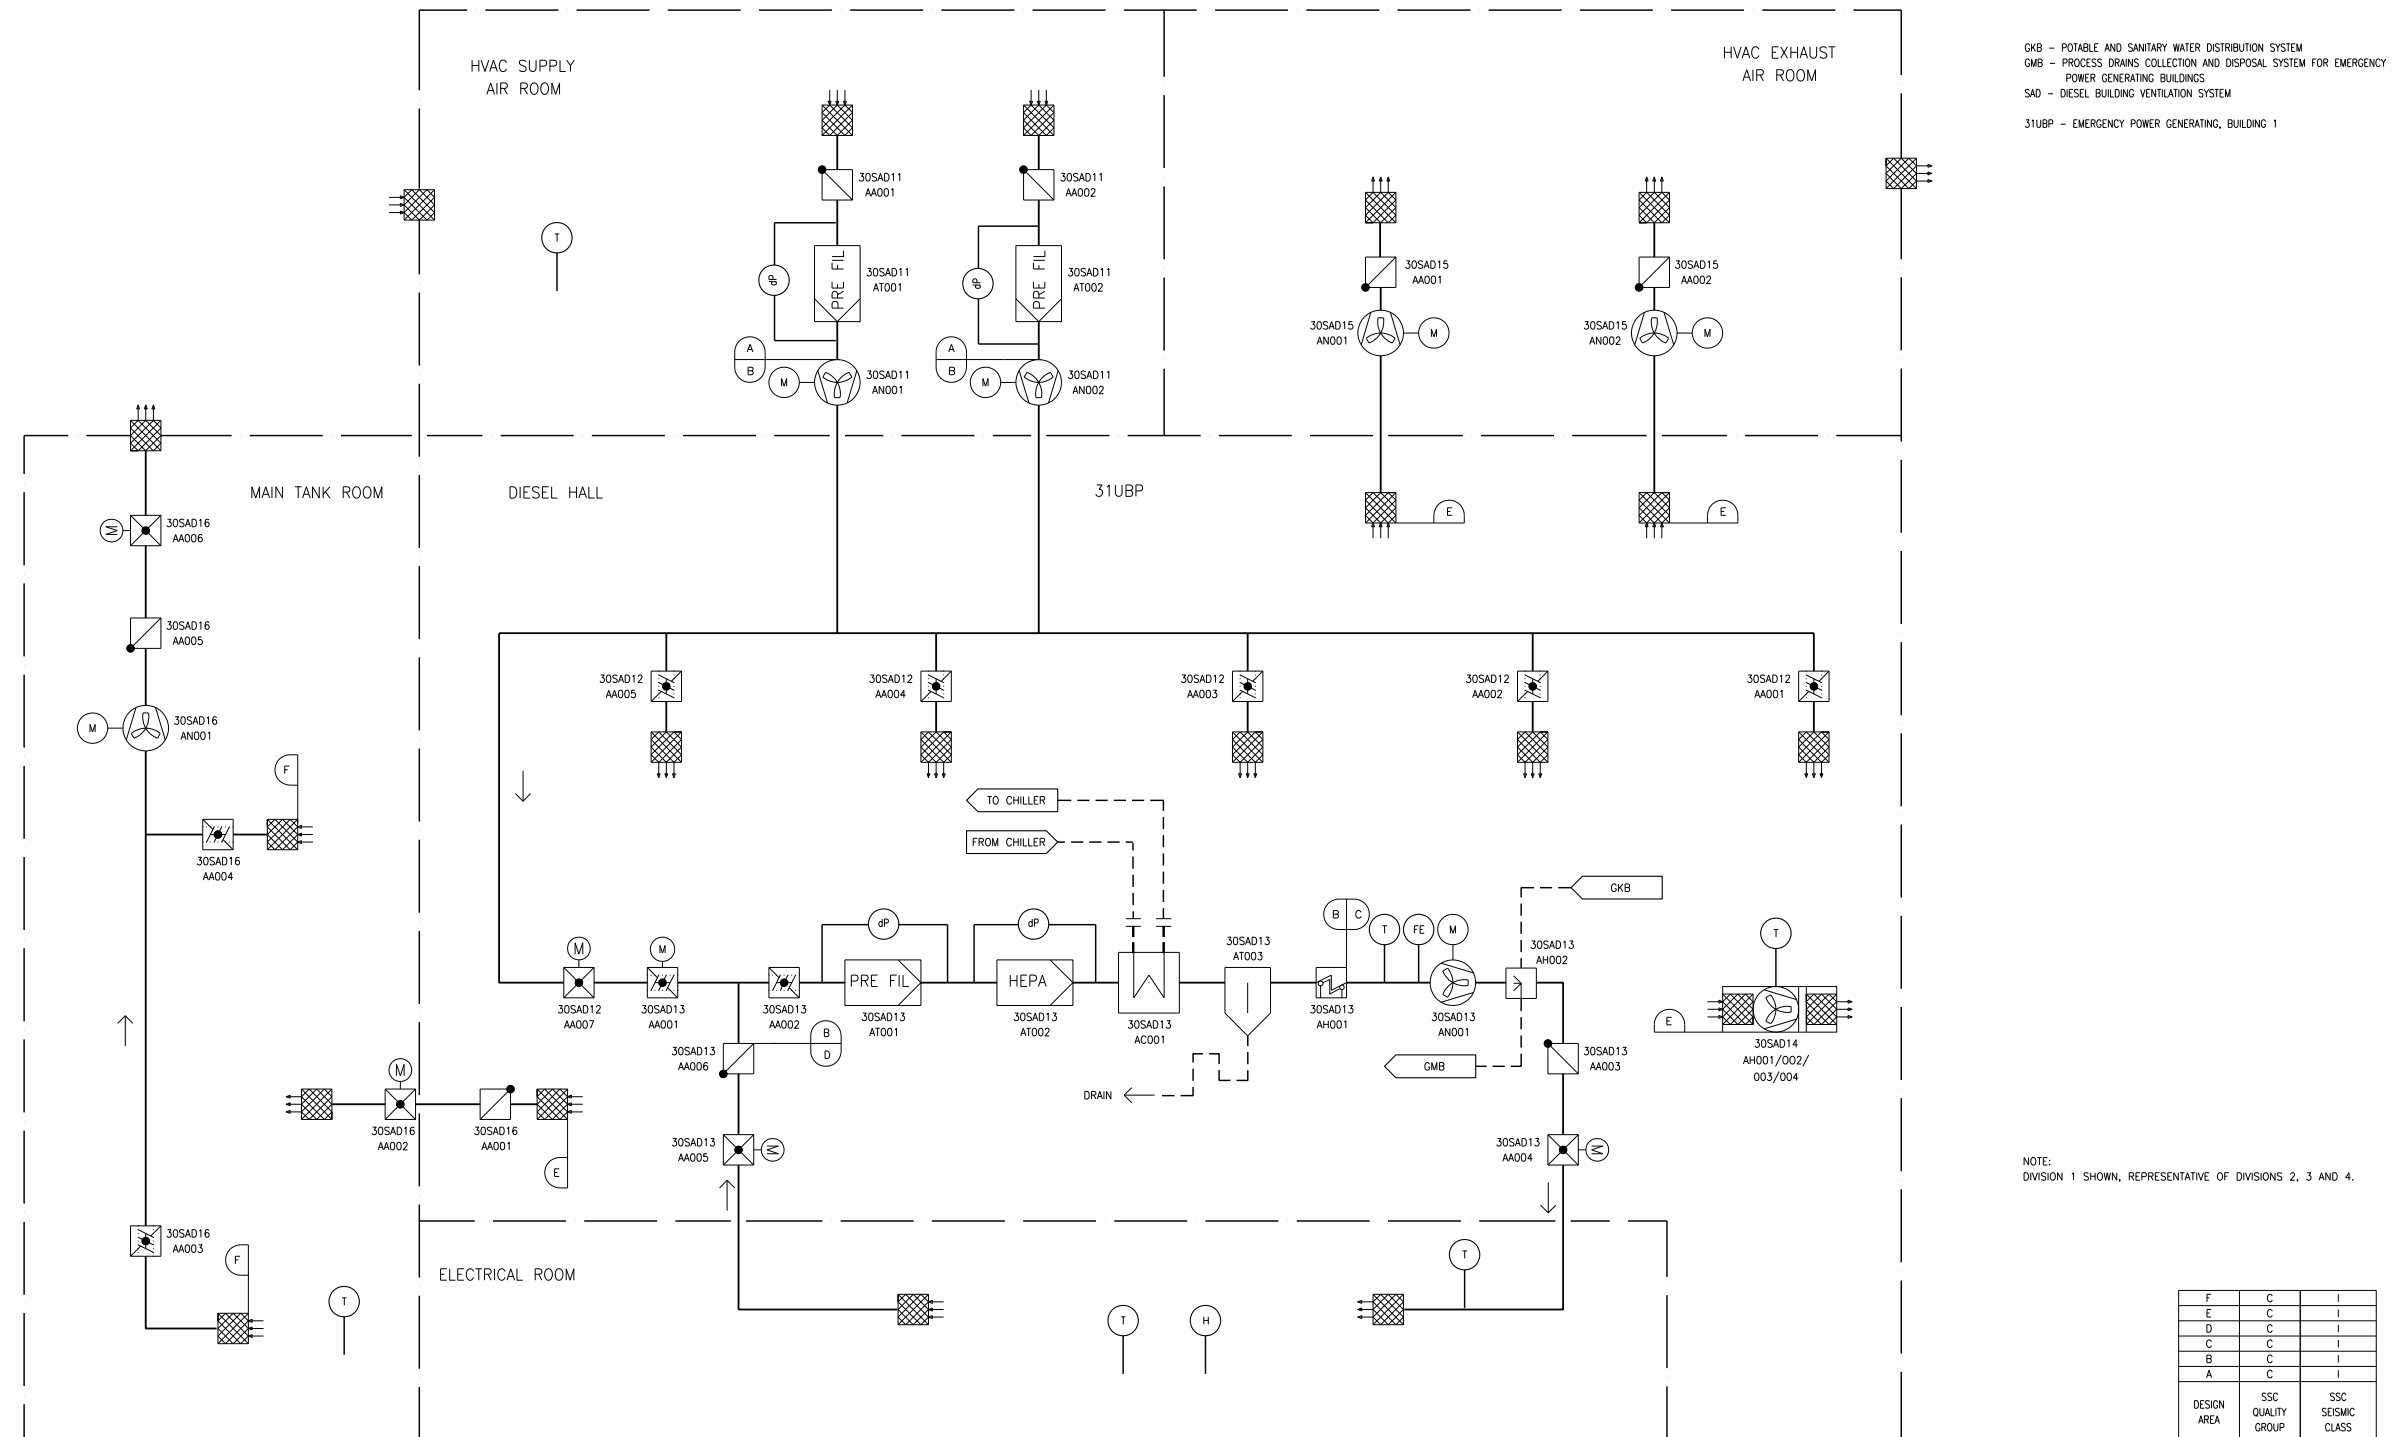 HVAC SUPPLY
AIR ROOM
HVAC EXHAUST
AIR ROOM
GKB – POTABLE AND SANITARY WATER DISTRIBUTION SYSTEM
GMB – PROCESS DRAINS COLLECTION AND DISPOSAL SYSTEM FOR EMERGENCY
POWER GENERATING BUILDINGS
SAD – DIESEL BUILDING VENTILATION SYSTEM
31UBP – EMERGENCY POWER GENERATING, BUILDING 1
30SAD11
AA001
30SAD11
AA002
T
dP
PRE FIL
30SAD11
AT001
dP
PRE FIL
30SAD11
AT002
30SAD15
AA001
30SAD15
AA002
30SAD15
AN001
M
30SAD15
AN002
M
A
B
M
30SAD11
AN001
A
B
M
30SAD11
AN002
MAIN TANK ROOM
DIESEL HALL
31UBP
E
E
M
30SAD16
AA006
30SAD16
AA005
M
30SAD16
AN001
30SAD12
AA005
30SAD12
AA004
30SAD12
AA003
30SAD12
AA002
30SAD12
AA001
F
30SAD16
AA004
TO CHILLER
FROM CHILLER
GKB
dP
dP
B
C
T
FE
M
T
M
M
30SAD13
AT003
30SAD13
AH002
PRE FIL
HEPA
30SAD12
AA007
30SAD13
AA001
30SAD13
AA002
30SAD13
AT001
30SAD13
AT002
30SAD13
AC001
30SAD13
AH001
30SAD13
AN001
E
30SAD14
AH001/002/
003/004
B
D
30SAD13
AA006
30SAD13
AA003
GMB
DRAIN
M
30SAD16
AA002
30SAD16
AA001
E
30SAD13
AA005
M
30SAD13
AA004
M
NOTE:
DIVISION 1 SHOWN, REPRESENTATIVE OF DIVISIONS 2, 3 AND 4.
30SAD16
AA003
F
T
ELECTRICAL ROOM
T
H
T
F C I
E C I
D C I
C C I
B C I
A C I
DESIGN
AREA
SSC
QUALITY
GROUP
SSC
SEISMIC
CLASS